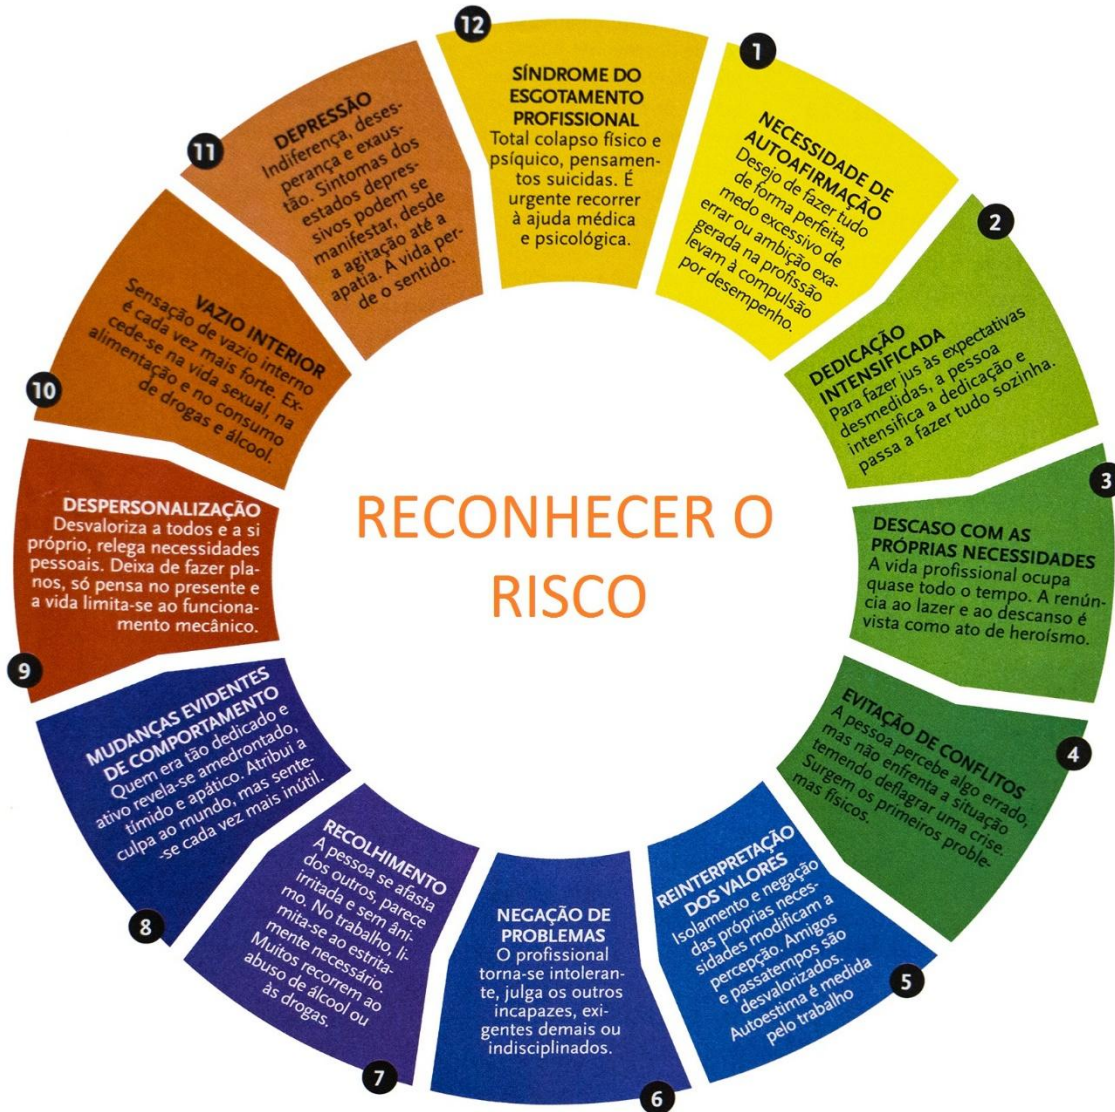 RECONHECER O
RISCO
1
NECESSIDADE DE
AUTOAFIRMAÇÃO
Desejo de fazer tudo
de forma perfeita,
medo excessivo de
errar ou ambição exa-
gerada na profissão
levam à compulsão
por desempenho.
2
DEDICAÇÃO
INTENSIFICADA
Para fazer jus às expectativas
desmedidas, a pessoa
intensifica a dedicação e
passa a fazer tudo sozinha.
3
DESCASO COM AS
PRÓPRIAS NECESSIDADES
A vida profissional ocupa
quase todo o tempo. A renún-
cia ao lazer e ao descanso é
vista como ato de heroísmo.
4
EVITAÇÃO DE CONFLITOS
A pessoa percebe algo errado,
mas não enfrenta a situação
temendo deflagrar uma crise.
Surgem os primeiros proble-
mas físicos.
5
REINTERPRETAÇÃO
DOS VALORES
Isolamento e negação
das próprias neces-
sidades modificam a
percepção. Amigos
e passatempos são
desvalorizados.
Autoestima é medida
pelo trabalho
6
NEGAÇÃO DE
PROBLEMAS
O profissional
torna-se intoleran-
te, julga os outros
incapazes, exi-
gentes demais ou
indisciplinados.
7
RECOLHIMENTO
A pessoa se afasta
dos outros, parece
irritada e sem âni-
mo. No trabalho, li-
mita-se ao estrita-
mente necessário.
Muitos recorrem ao
abuso de álcool ou
às drogas.
8
MUDANÇAS EVIDENTES
DE COMPORTAMENTO
Quem era tão dedicado e
ativo revela-se amedrontado,
tímido e apático. Atribui a
culpa ao mundo, mas sente-
-se cada vez mais inútil.
9
DESPERSONALIZAÇÃO
Desvaloriza a todos e a si
próprio, relega necessidades
pessoais. Deixa de fazer pla-
nos, só pensa no presente e
a vida limita-se ao funciona-
mento mecânico.
10
VAZIO INTERIOR
Sensação de vazio interno
é cada vez mais forte. Ex-
cede-se na vida sexual, na
alimentação e no consumo
de drogas e álcool.
11
DEPRESSÃO
Indiferença, deses-
perança e exaus-
tão. Sintomas dos
estados depres-
sivos podem se
manifestar, desde
a agitação até a
apatia. A vida per-
de o sentido.
12
SÍNDROME DO
ESGOTAMENTO
PROFISSIONAL
Total colapso físico e
psíquico, pensamen-
tos suicidas. É
urgente recorrer
à ajuda médica
e psicológica.